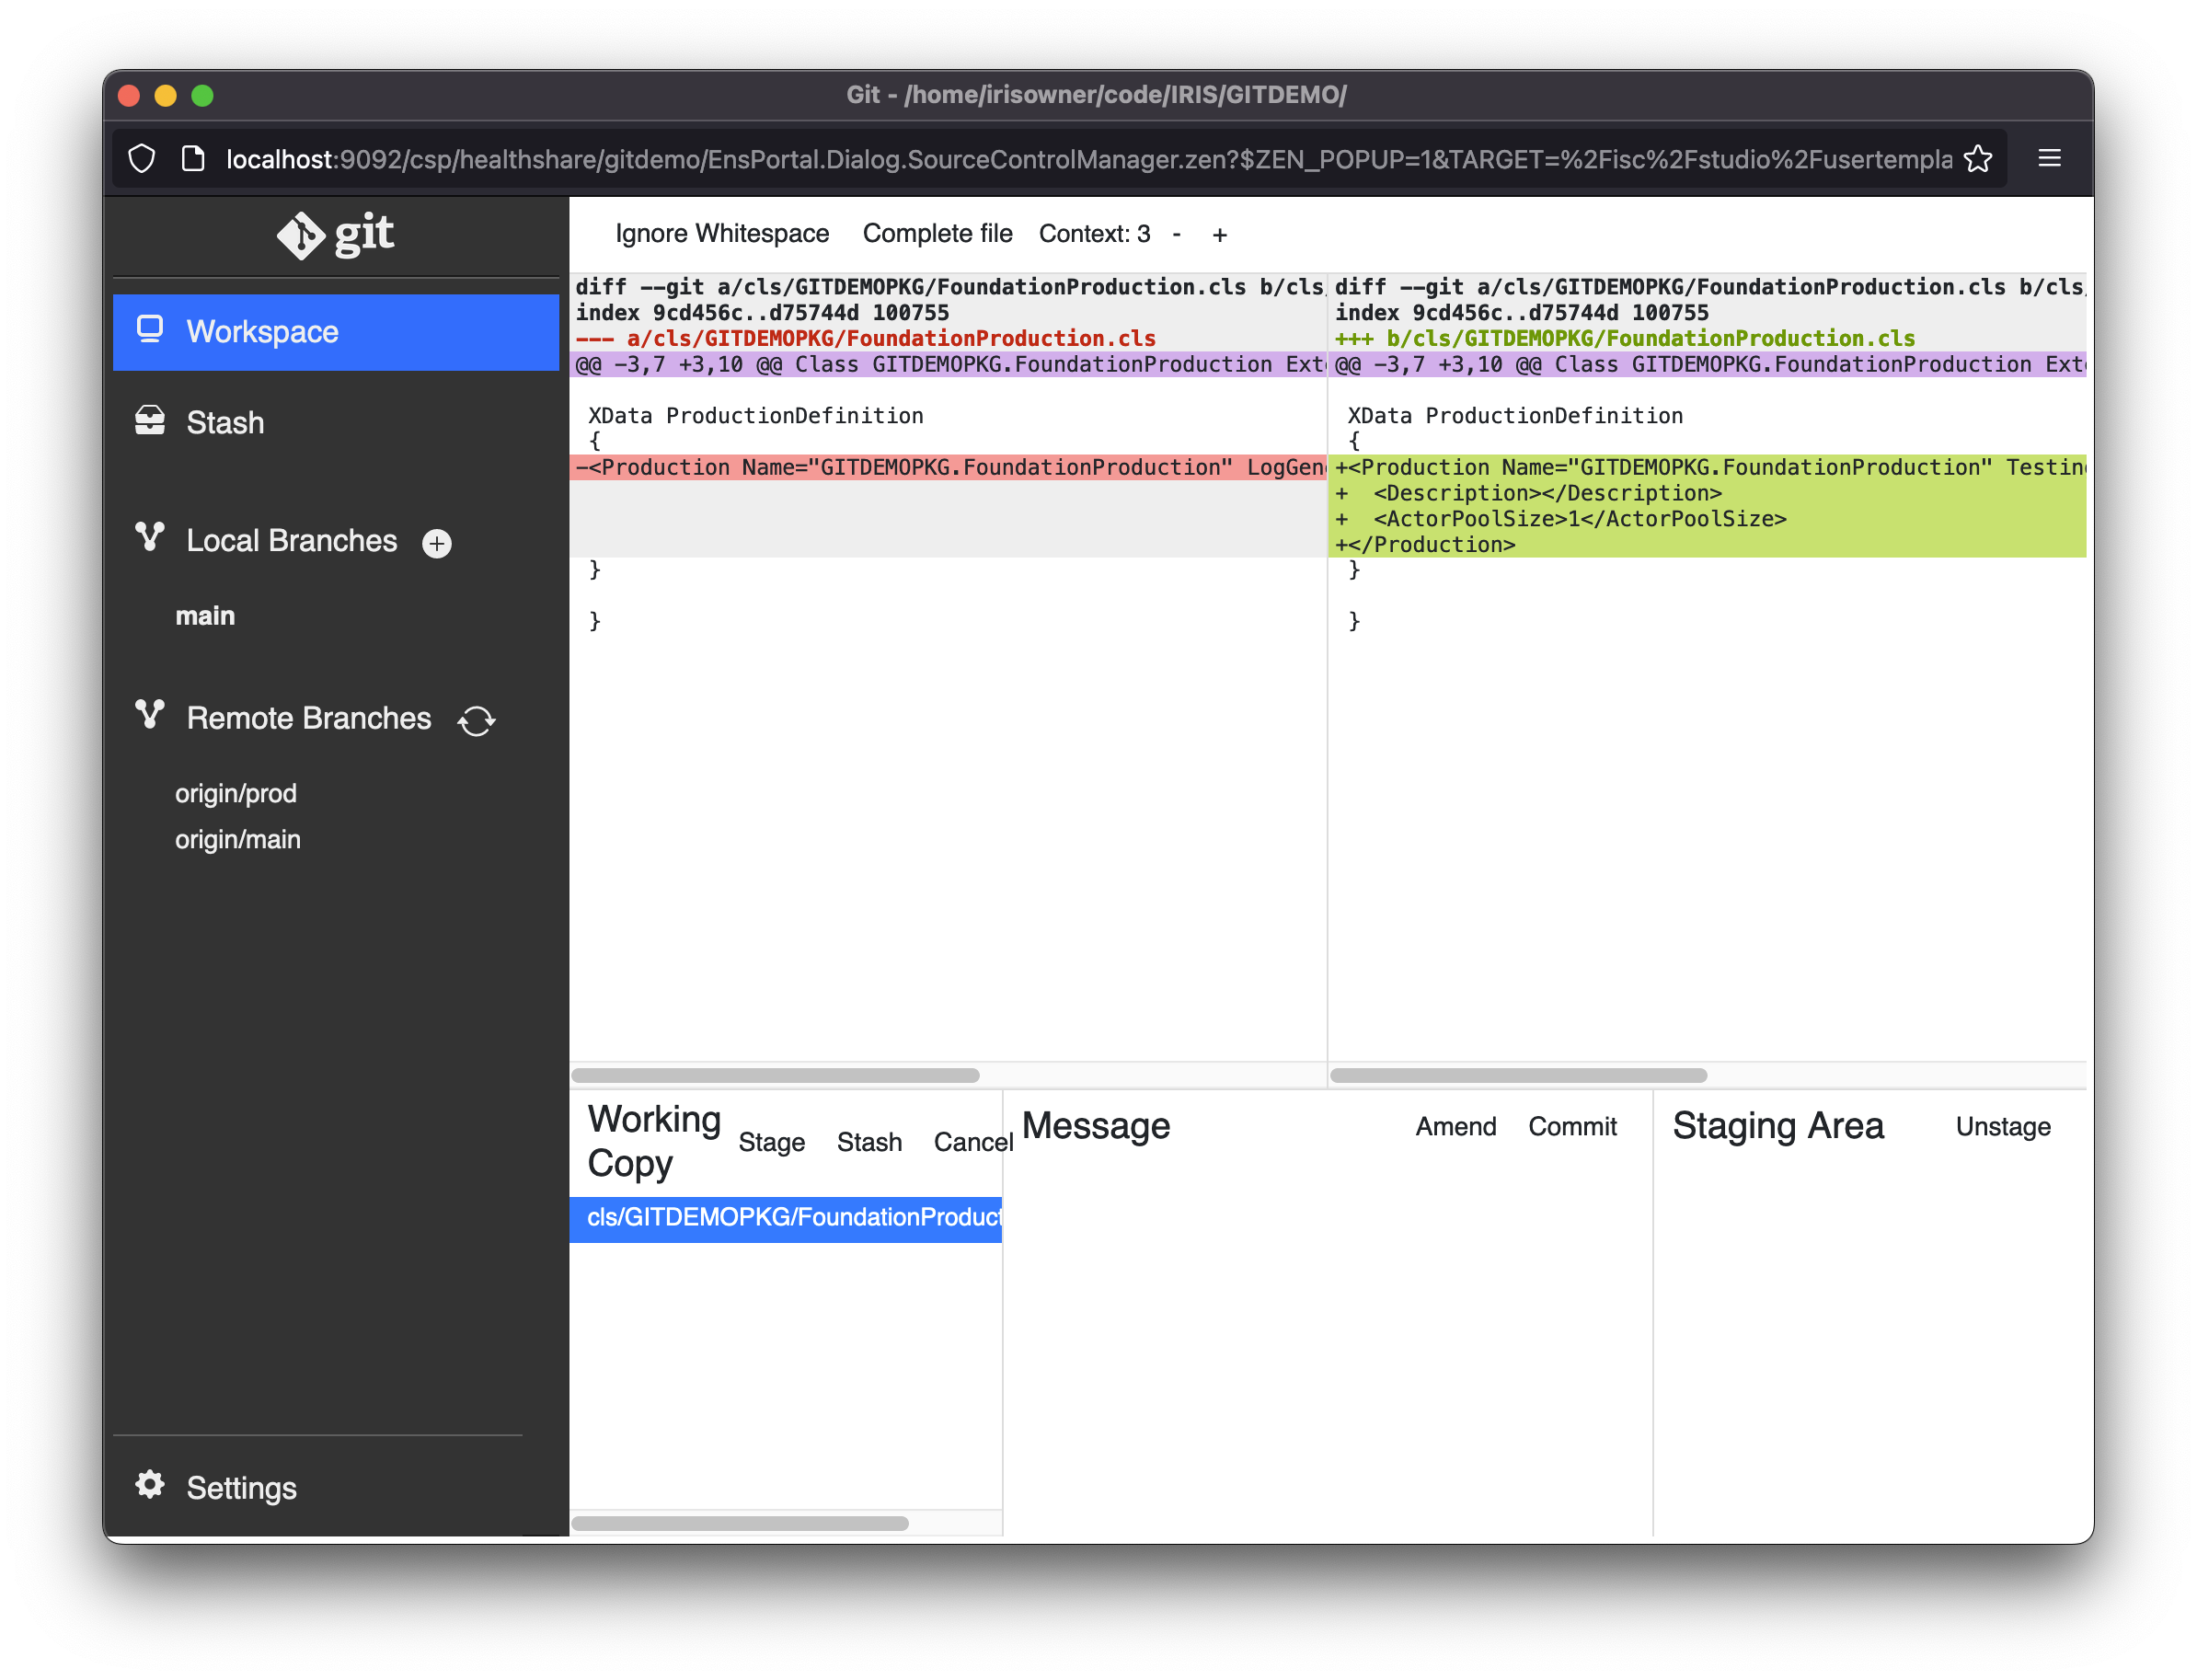 Git - /home/irisowner/code/IRIS/GITDEMO/
localhost:9092/csp/healthshare/gitdemo/EnsPortal.Dialog.SourceControlManager.zen?$ZEN_POPUP=1&TARGET=%2Fisc%2Fstudio%2Fusertempla
git
Workspace
Stash
Local Branches +
main
Remote Branches
origin/prod
origin/main
Settings
Ignore Whitespace Complete file Context: 3 - +
diff --git a/cls/GITDEMOPKG/FoundationProduction.cls b/cls/
index 9cd456c..d75744d 100755
--- a/cls/GITDEMOPKG/FoundationProduction.cls
@@ -3,7 +3,10 @@ Class GITDEMOPKG.FoundationProduction Exte
XData ProductionDefinition
{
-<Production Name="GITDEMOPKG.FoundationProduction" LogGene
}
}
diff --git a/cls/GITDEMOPKG/FoundationProduction.cls b/cls/
index 9cd456c..d75744d 100755
+++ b/cls/GITDEMOPKG/FoundationProduction.cls
@@ -3,7 +3,10 @@ Class GITDEMOPKG.FoundationProduction Exte
XData ProductionDefinition
{
+<Production Name="GITDEMOPKG.FoundationProduction" Testing
+  <Description></Description>
+  <ActorPoolSize>1</ActorPoolSize>
+</Production>
}
}
Working Copy Stage Stash Cancel
cls/GITDEMOPKG/FoundationProduct
Message Amend Commit
Staging Area Unstage